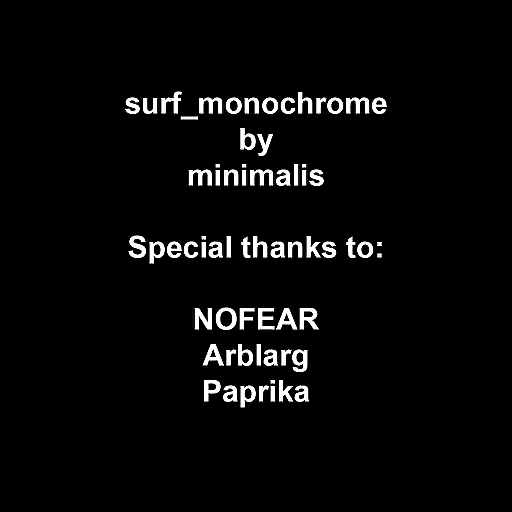 surf_monochrome
by
minimalis
Special thanks to:
NOFEAR
Arblarg
Paprika